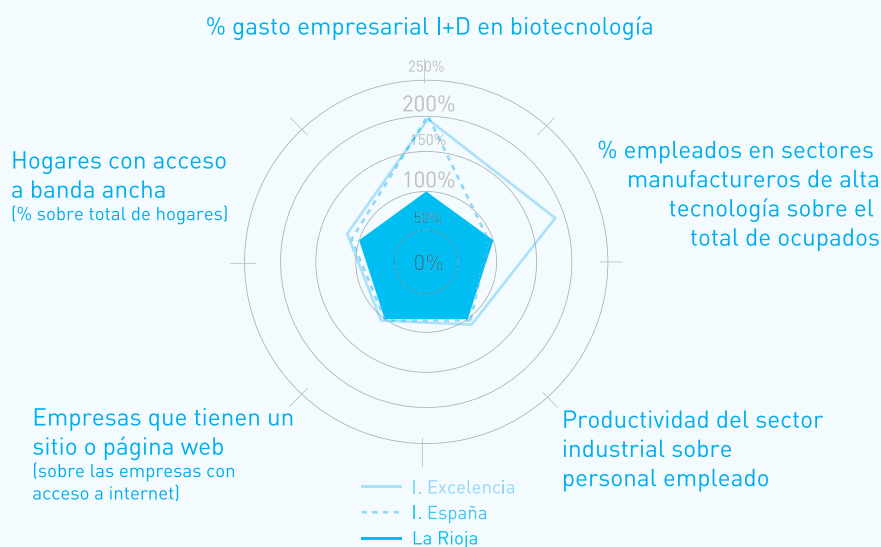 % gasto empresarial I+D en biotecnología
250%
200%
150%
100%
50%
0%
Hogares con acceso
a banda ancha
(% sobre total de hogares)
% empleados en sectores
manufactureros de alta
tecnología sobre el
total de ocupados
Empresas que tienen un
sitio o página web
(sobre las empresas con
acceso a internet)
Productividad del sector
industrial sobre
personal empleado
I. Excelencia
I. España
La Rioja